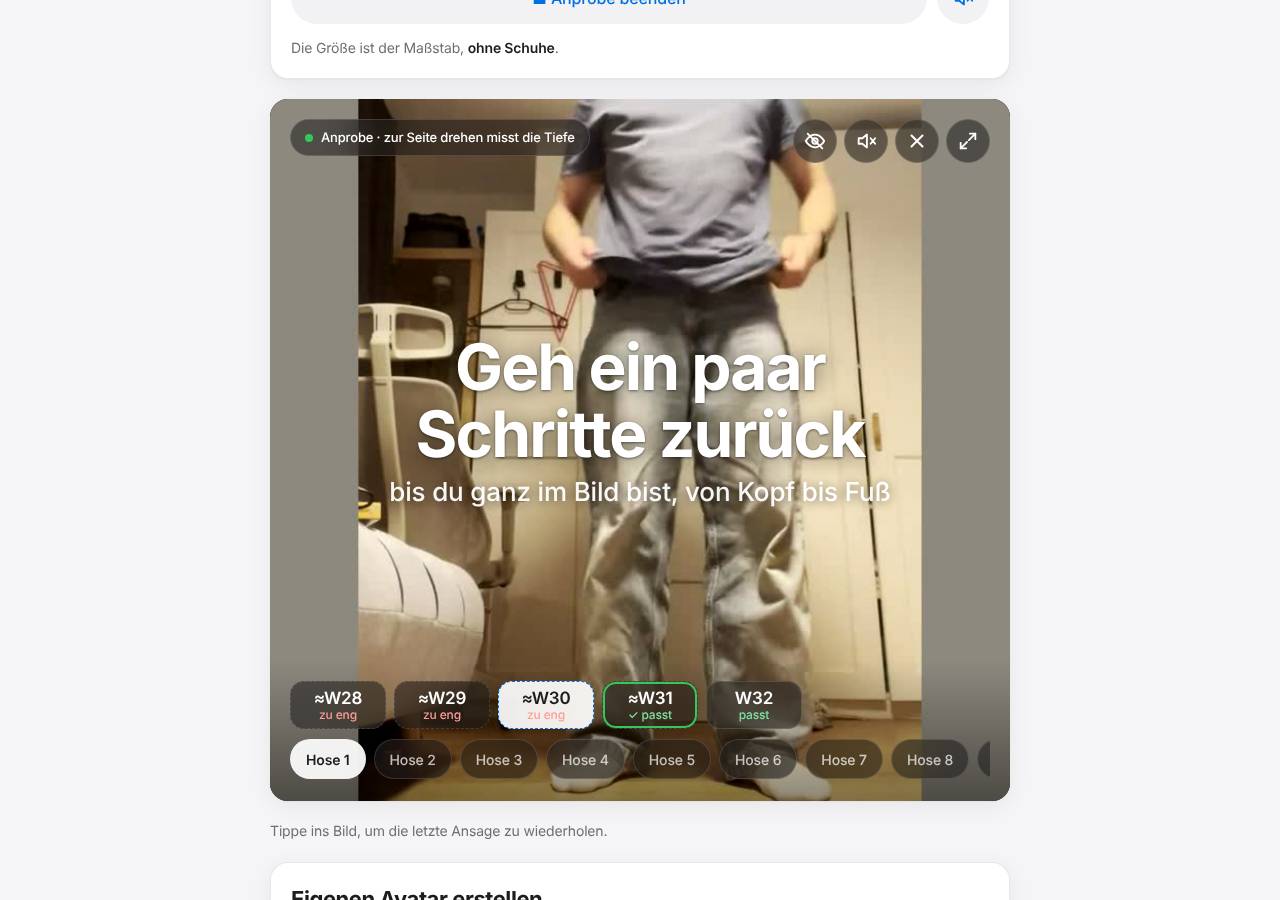 Anprobe beenden
Die Größe ist der Maßstab, ohne Schuhe.
Anprobe · zur Seite drehen misst die Tiefe
Geh ein paar
Schritte zurück
bis du ganz im Bild bist, von Kopf bis Fuß
≈W28 ≈W29 ≈W30 ≈W31 W32
zu eng zu eng zu eng ✓ passt passt
Hose 1 Hose 2 Hose 3 Hose 4 Hose 5 Hose 6 Hose 7 Hose 8
Tippe ins Bild, um die letzte Ansage zu wiederholen.
Eigenen Avatar erstellen